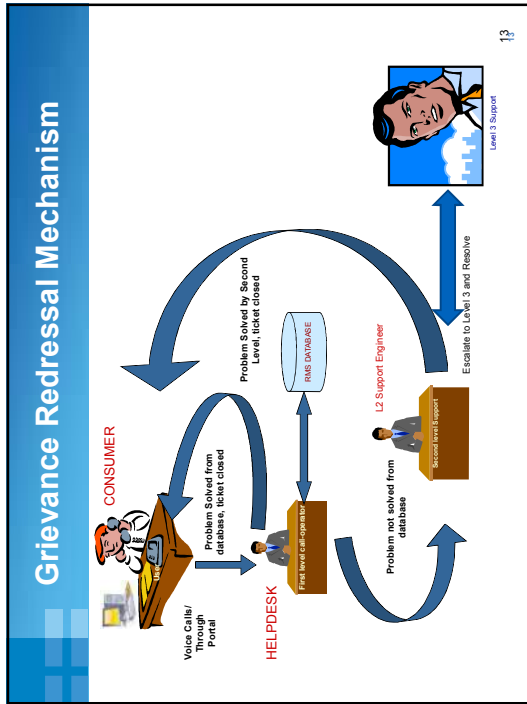 Grievance Redressal Mechanism
CONSUMER
User
Voice Calls/
Through
Portal
Problem Solved from
database, ticket closed
Problem Solved by Second
Level, ticket closed
HELPDESK
First level call-operator
RMS DATABASE
L2 Support Engineer
Second level Support
Problem not solved from
database
Escalate to Level 3 and Resolve
Level 3 Support
13
13